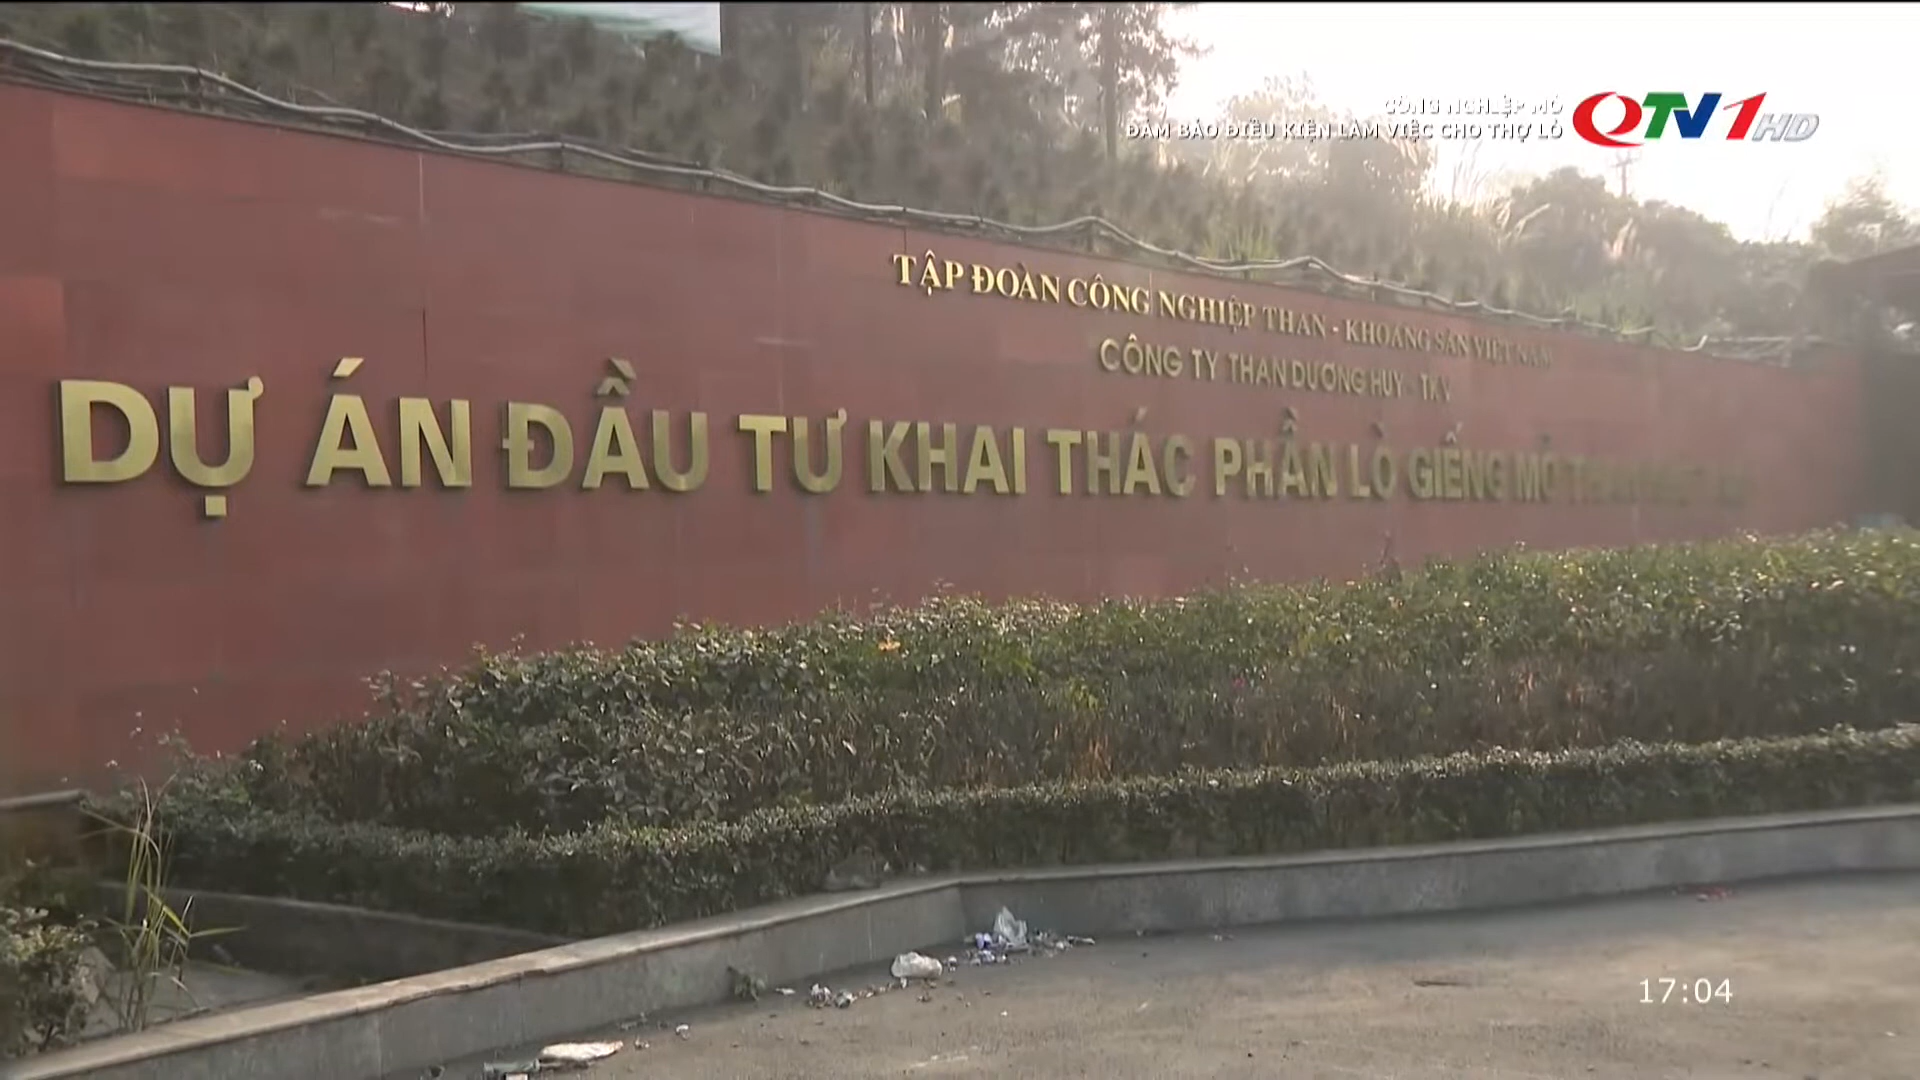 CÔNG NGHIỆP MỎ
ĐẢM BẢO ĐIỀU KIỆN LÀM VIỆC CHO THỢ LÒ
QTV1HD
TẬP ĐOÀN CÔNG NGHIỆP THAN - KHOÁNG SẢN VIỆT NAM
CÔNG TY THAN DƯƠNG HUY - TKV
DỰ ÁN ĐẦU TƯ KHAI THÁC PHẦN LÒ GIẾNG MỎ THAN
17:04